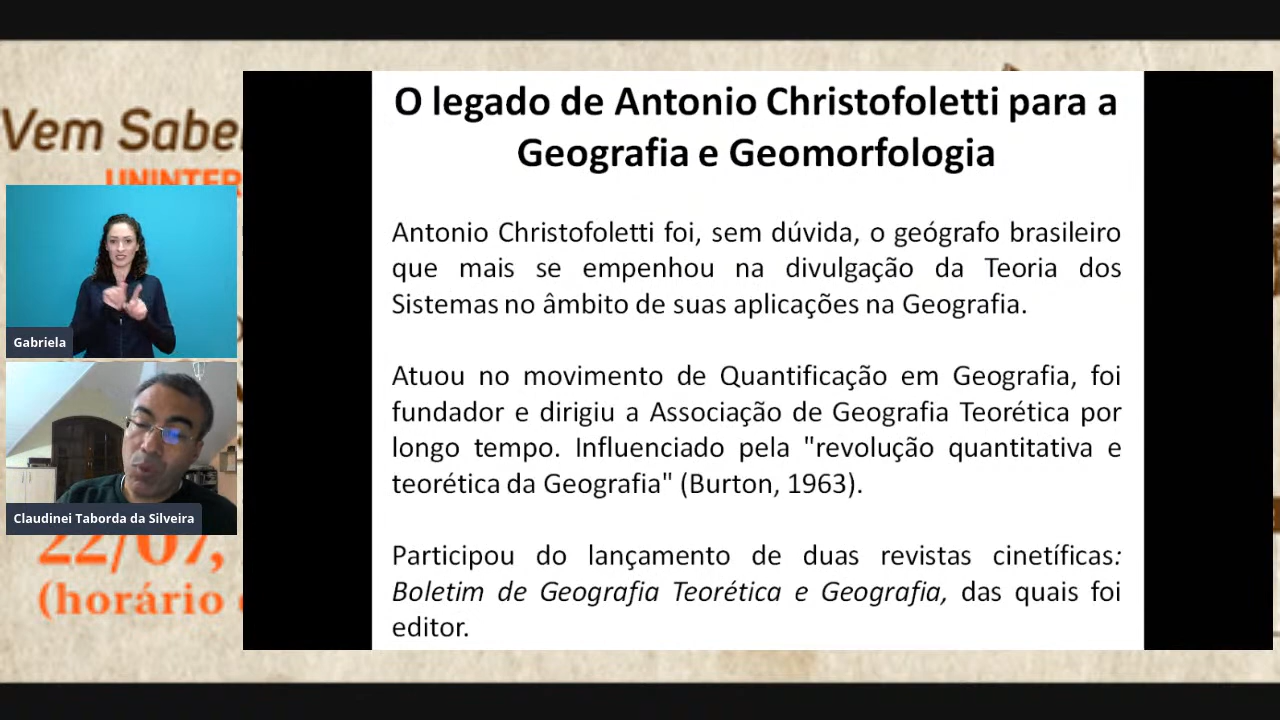 O legado de Antonio Christofoletti para a
Geografia e Geomorfologia
Antonio Christofoletti foi, sem dúvida, o geógrafo brasileiro
que mais se empenhou na divulgação da Teoria dos
Sistemas no âmbito de suas aplicações na Geografia.
Atuou no movimento de Quantificação em Geografia, foi
fundador e dirigiu a Associação de Geografia Teorética por
longo tempo. Influenciado pela "revolução quantitativa e
teorética da Geografia" (Burton, 1963).
Participou do lançamento de duas revistas cinetíficas:
Boletim de Geografia Teorética e Geografia, das quais foi
editor.
Vem Saber
UNINTER
Gabriela
Claudinei Taborda da Silveira
22/07,
(horário